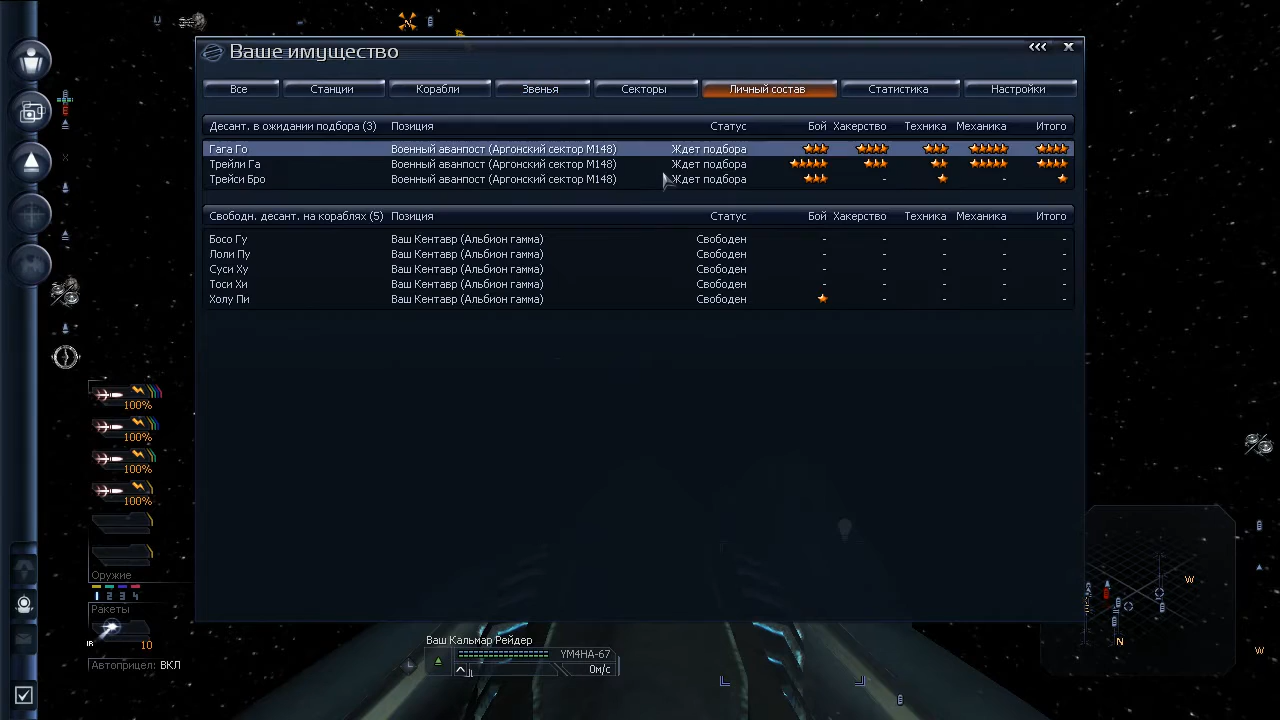 Ваше имущество
Все Станции Корабли Звенья Секторы Личный состав Статистика Настройки
Десант. в ожидании подбора (3) Позиция Статус Бой Хакерство Техника Механика Итого
Гага Го Военный аванпост (Аргонский сектор М148) Ждет подбора
Трейли Га Военный аванпост (Аргонский сектор М148) Ждет подбора
Трейси Бро Военный аванпост (Аргонский сектор М148) Ждет подбора - -
Свободн. десант. на кораблях (5) Позиция Статус Бой Хакерство Техника Механика Итого
Босо Гу Ваш Кентавр (Альбион гамма) Свободен - - - - -
Лоли Пу Ваш Кентавр (Альбион гамма) Свободен - - - - -
Суси Ху Ваш Кентавр (Альбион гамма) Свободен - - - - -
Тоси Хи Ваш Кентавр (Альбион гамма) Свободен - - - - -
Холу Пи Ваш Кентавр (Альбион гамма) Свободен - - - -
100%
100%
100%
100%
Оружие
1 2 3 4
Ракеты
IR 10
Автоприцел: ВКЛ
Ваш Кальмар Рейдер
YM4HA-67
0м/с
W
N
W